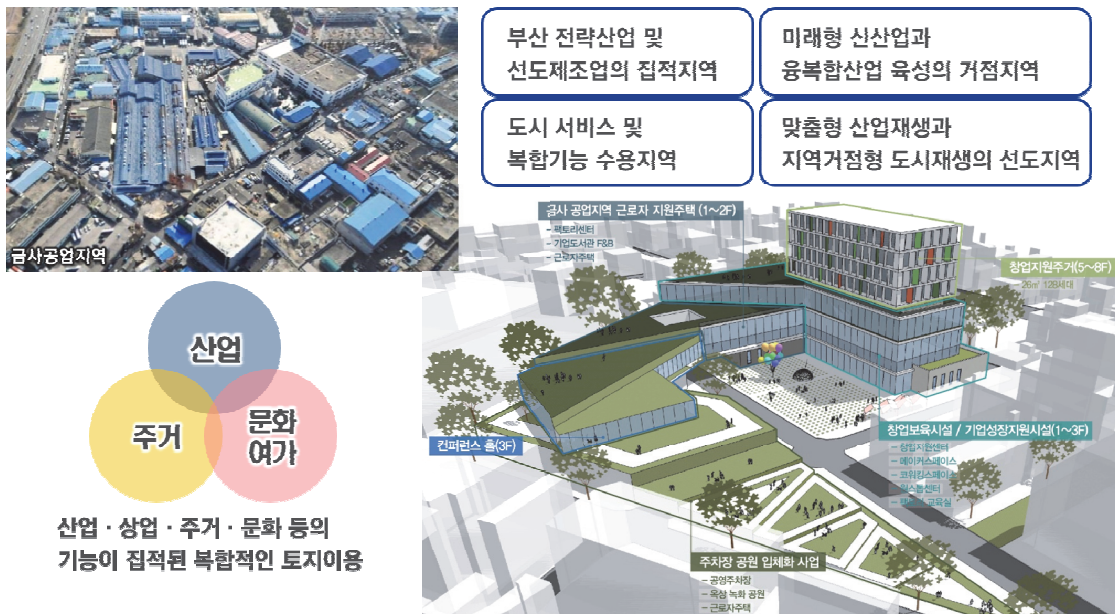 금사공업지역
부산 전략산업 및
선도제조업의 집적지역
미래형 신산업과
융복합산업 육성의 거점지역
도시 서비스 및
복합기능 수용지역
맞춤형 산업재생과
지역거점형 도시재생의 선도지역
산업
주거
문화
여가
산업 · 상업 · 주거 · 문화 등의
기능이 집적된 복합적인 토지이용
금사 공업지역 근로자 지원주택 (1~2F)
- 팩토리센터
- 기업도서관 F&B
- 근로자주택
창업지원주거(5~8F)
- 26㎡ 128세대
컨퍼런스 홀(3F)
창업보육시설 / 기업성장지원시설(1~3F)
- 창업지원센터
- 메이커스페이스
- 코워킹스페이스
- 원스톱센터
교육실
주차장 공원 입체화 사업
- 공영주차장
- 옥상 녹화 공원
- 근로자주택